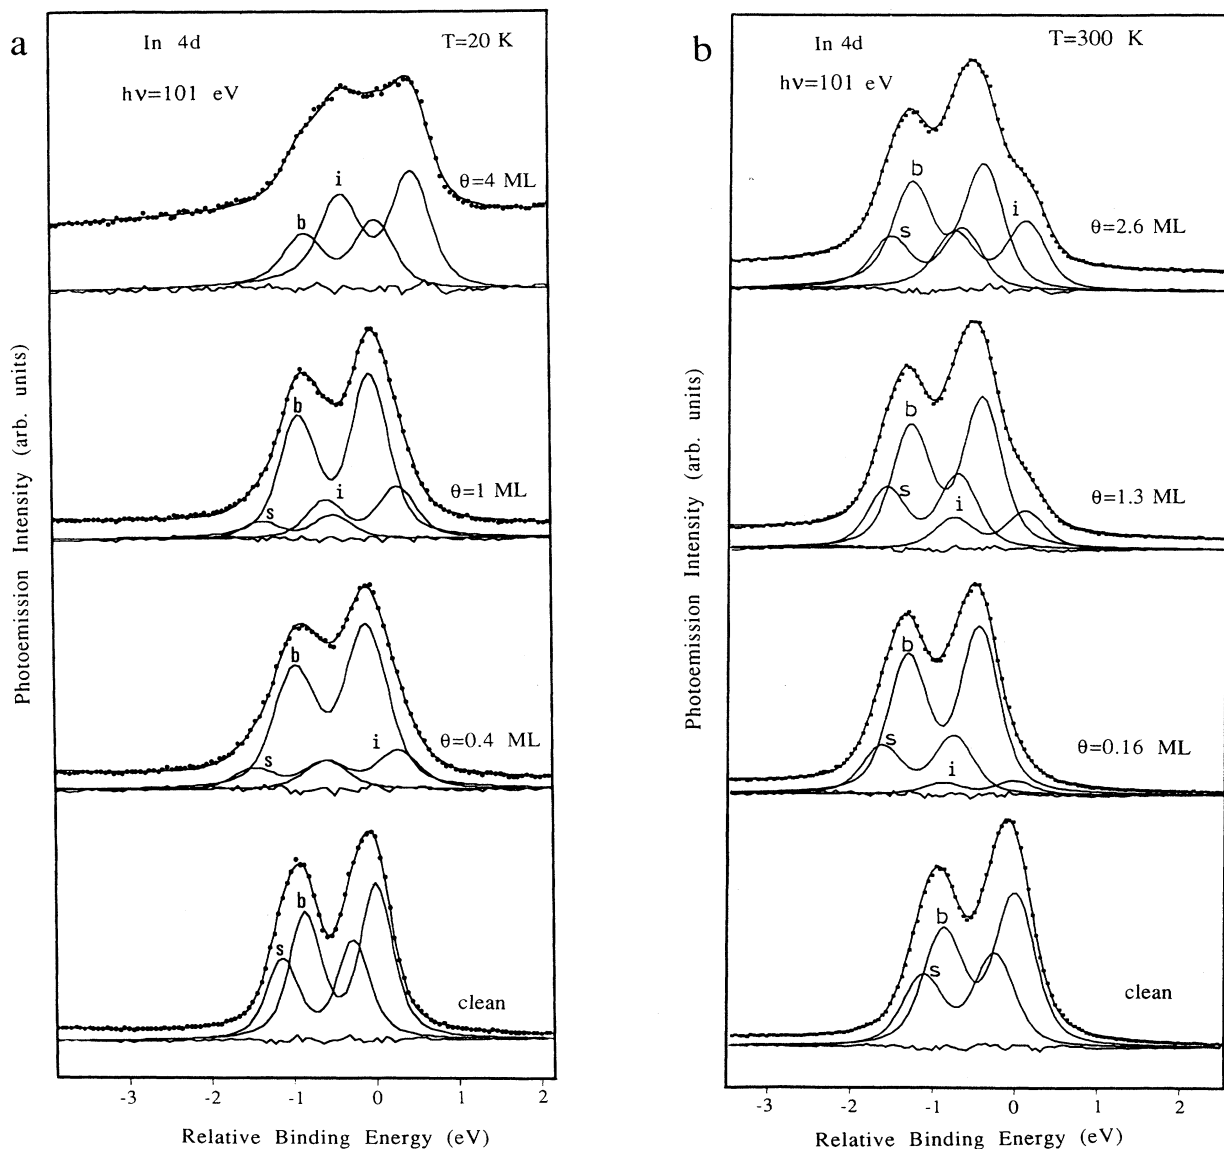 a
In 4d
T=20 K
hν=101 eV
i
b
θ=4 ML
b
i
s
θ=1 ML
b
i
s
θ=0.4 ML
b
s
clean
-3 -2 -1 0 1 2
Relative Binding Energy (eV)
Photoemission Intensity (arb. units)
b
In 4d
T=300 K
hν=101 eV
b
s
i
θ=2.6 ML
b
s
i
θ=1.3 ML
b
s
i
θ=0.16 ML
b
s
clean
-3 -2 -1 0 1 2
Relative Binding Energy (eV)
Photoemission Intensity (arb. units)